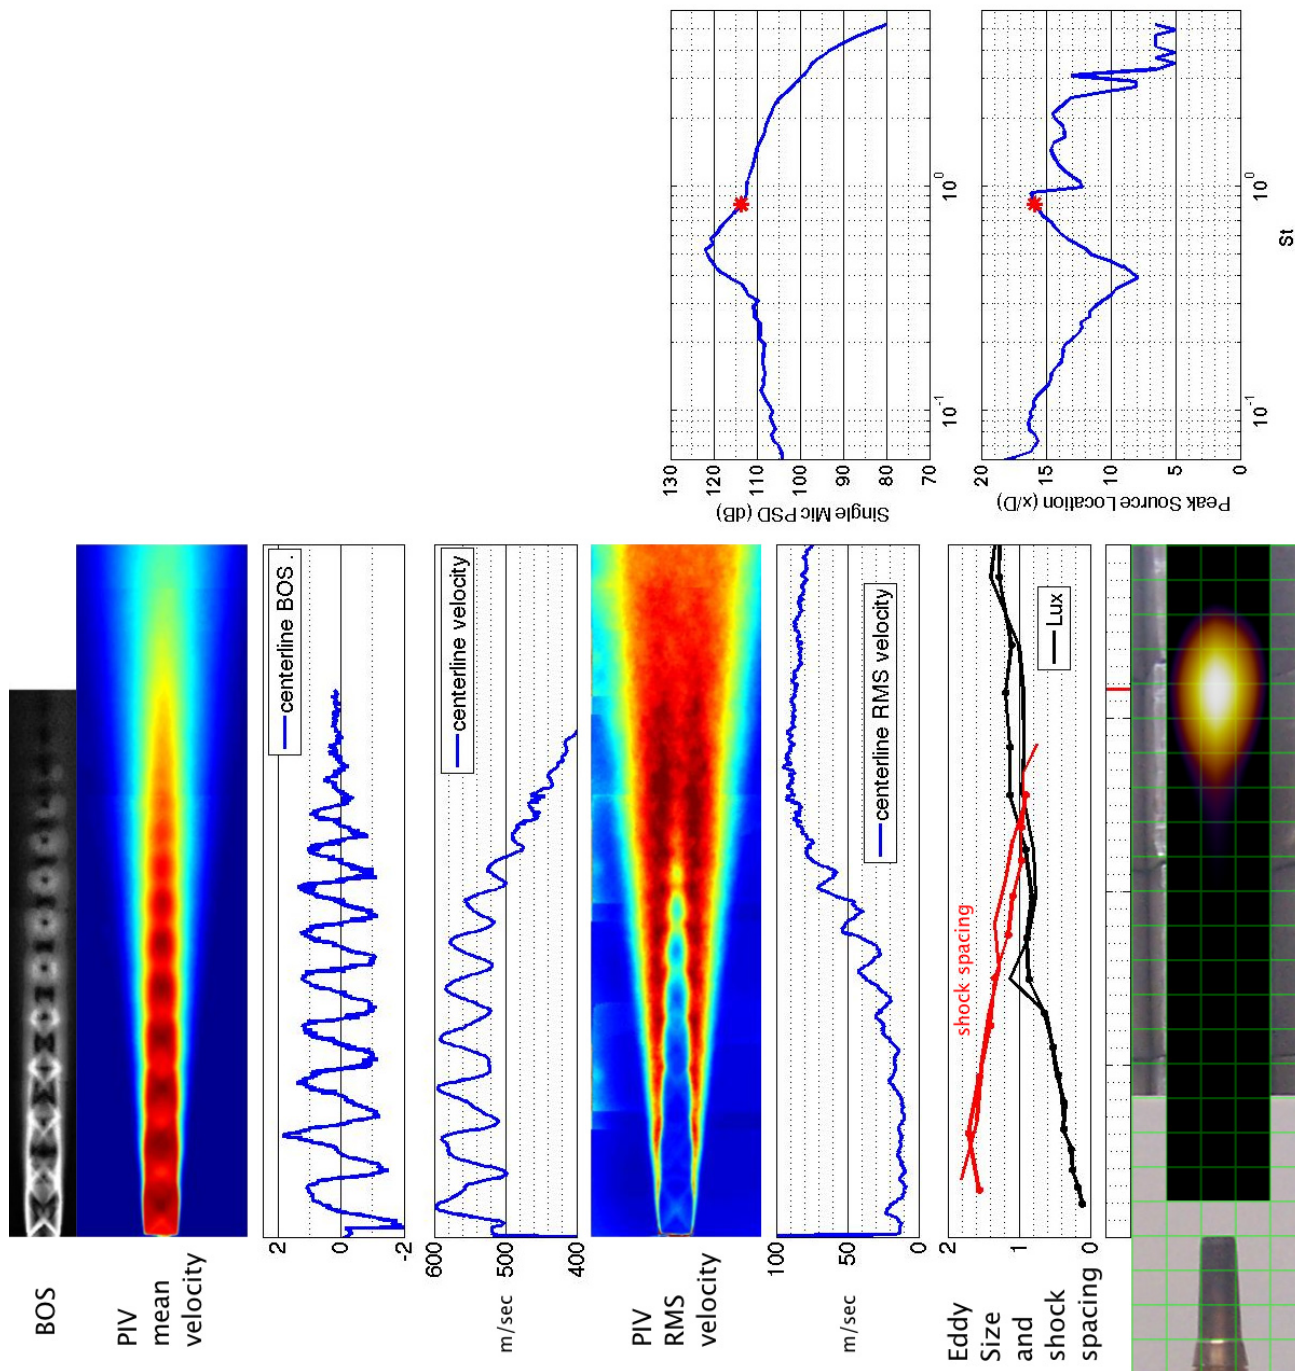 BOS
PIV
mean
velocity
centerline BOS .
2
0
-2
centerline velocity
600
500
400
m/sec
PIV
RMS
velocity
centerline RMS velocity
100
50
0
m/sec
Eddy
Size
and
shock
spacing
2
1
0
shock spacing
Lux
Single Mic PSD (dB)
130
120
110
100
90
80
70
10⁻¹
10⁰
Peak Source Location (x/D)
20
15
10
5
0
10⁻¹
10⁰
St